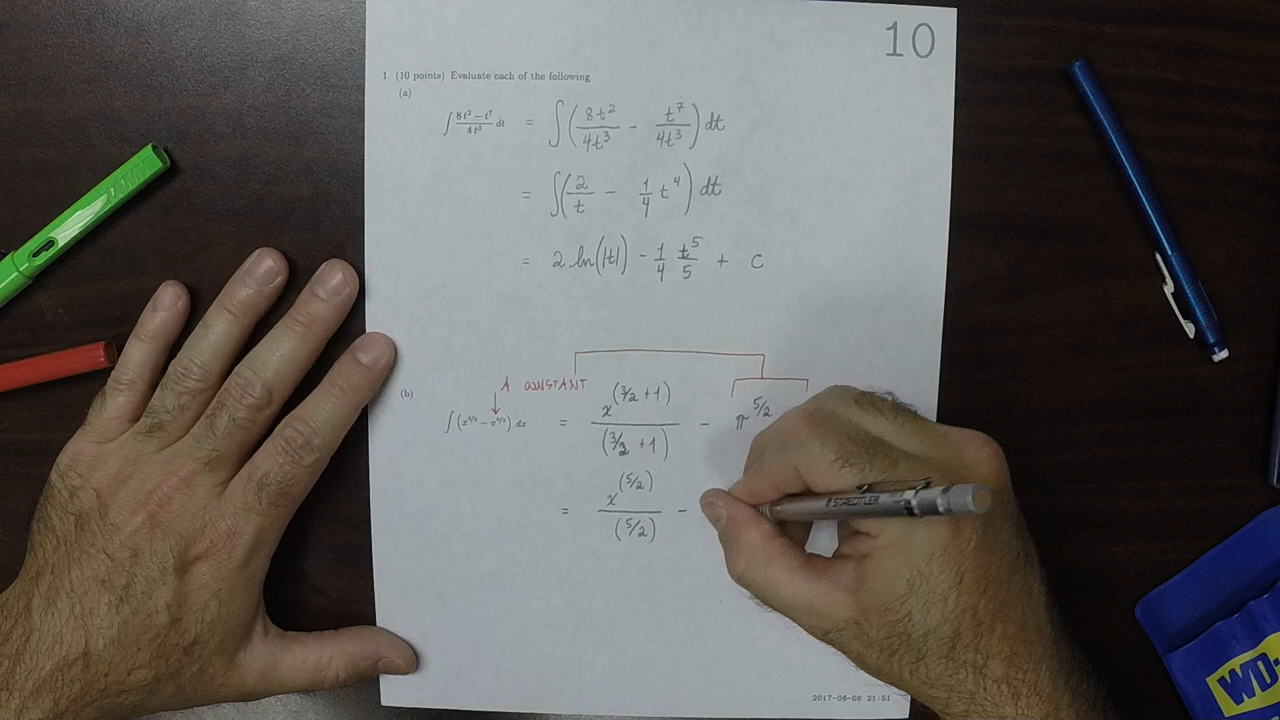 10
1. (10 points) Evaluate each of the following.
(a)
∫ (8t² − t⁷)/(4t³) dt = ∫(8t²/4t³ − t⁷/4t³) dt
= ∫(2/t − 1/4 t⁴) dt
= 2 ln(|t|) − 1/4 t⁵/5 + C
A CONSTANT
(b)
∫(x^(3/2) − π^(5/2)) dx = x^(3/2 + 1)/(3/2 + 1) − π^(5/2)
= x^(5/2)/(5/2) −
STAEDTLER
WD-
2017-06-06 21:51